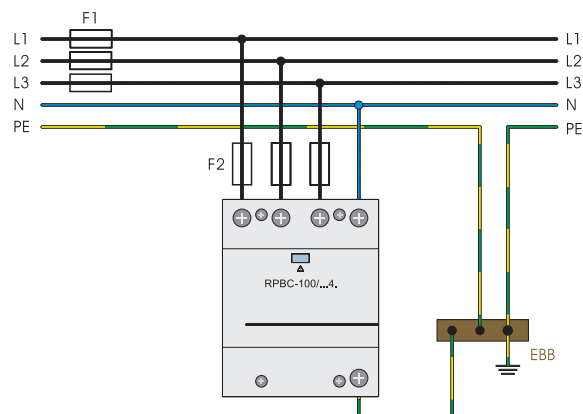 F1
L1 L1
L2 L2
L3 L3
N N
PE PE
F2
RPBC-100/...4.
EBB